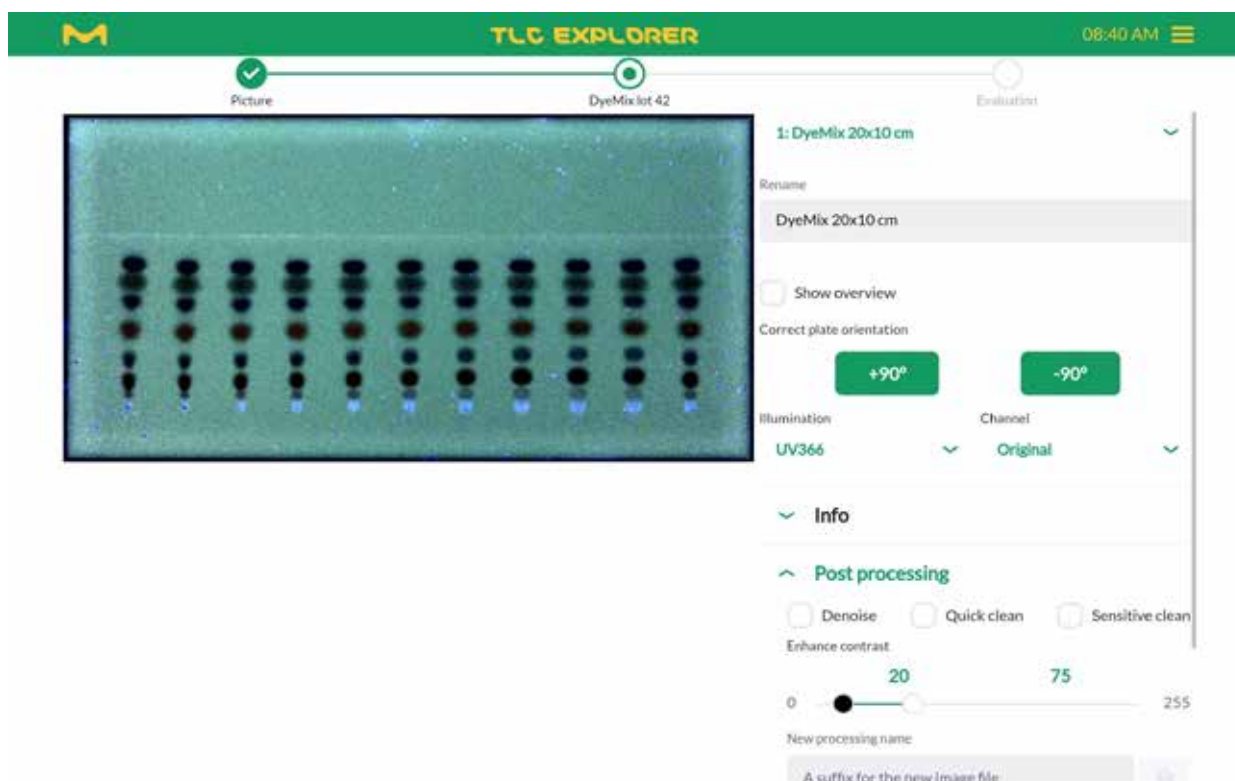 TLC EXPLORER
08:40 AM
Picture
DyeMix lot 42
Evaluation
1: DyeMix 20x10 cm
Rename
DyeMix 20x10 cm
Show overview
Correct plate orientation
+90°
-90°
Illumination
Channel
UV366
Original
Info
Post processing
Denoise
Quick clean
Sensitive clean
Enhance contrast
20
75
0
255
New processing name
A suffix for the new image file